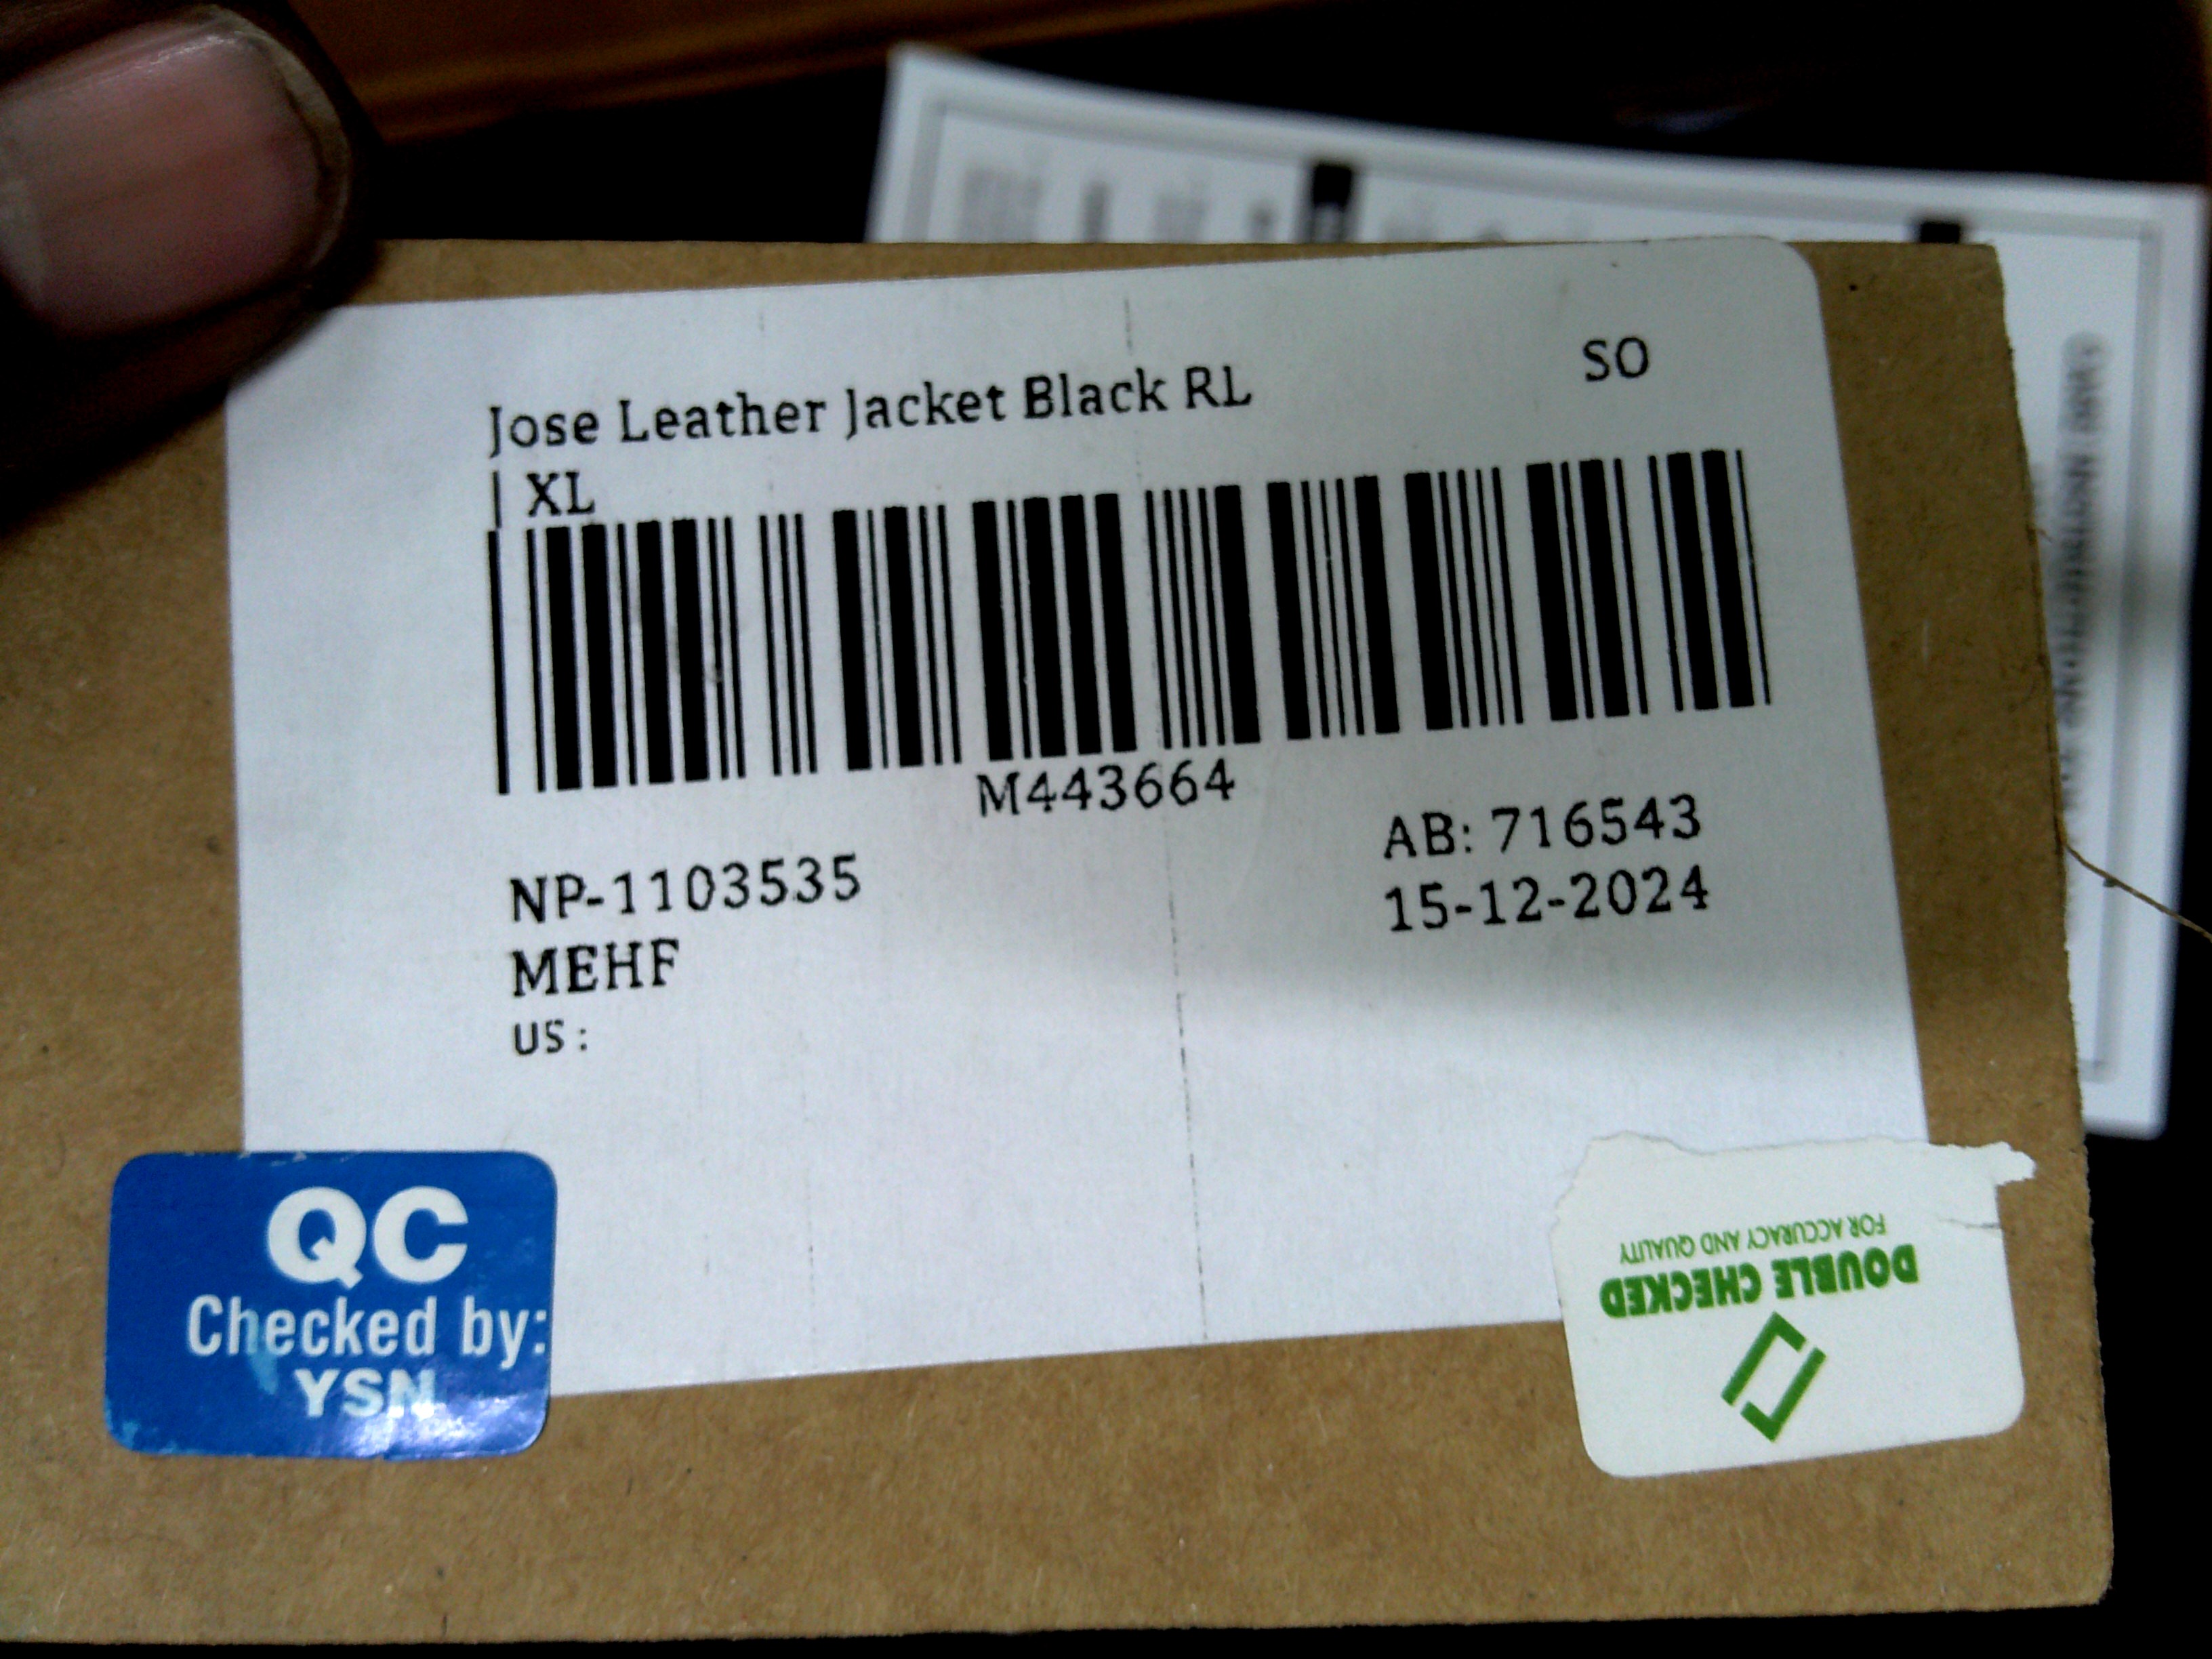 SO
Jose Leather Jacket Black RL
| XL
M443664
AB: 716543
15-12-2024
NP-1103535
MEHF
US :
QC
Checked by:
YSN
DOUBLE CHECKED
FOR ACCURACY AND QUALITY